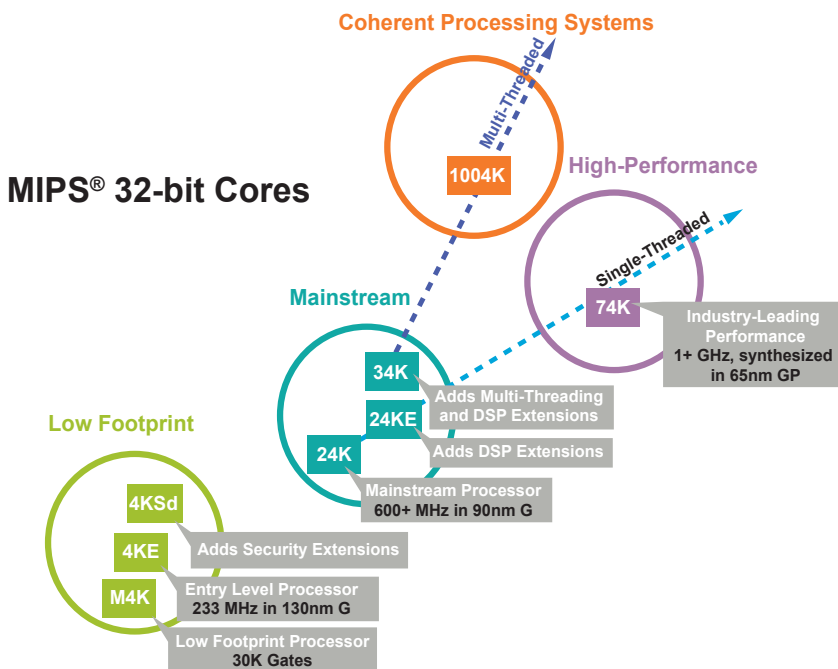 Coherent Processing Systems
Multi-Threaded
1004K
High-Performance
MIPS® 32-bit Cores
Single-Threaded
74K
Industry-Leading
Performance
1+ GHz, synthesized
in 65nm GP
Mainstream
34K
Adds Multi-Threading
and DSP Extensions
24KE
Adds DSP Extensions
24K
Mainstream Processor
600+ MHz in 90nm G
Low Footprint
4KSd
Adds Security Extensions
4KE
Entry Level Processor
233 MHz in 130nm G
M4K
Low Footprint Processor
30K Gates